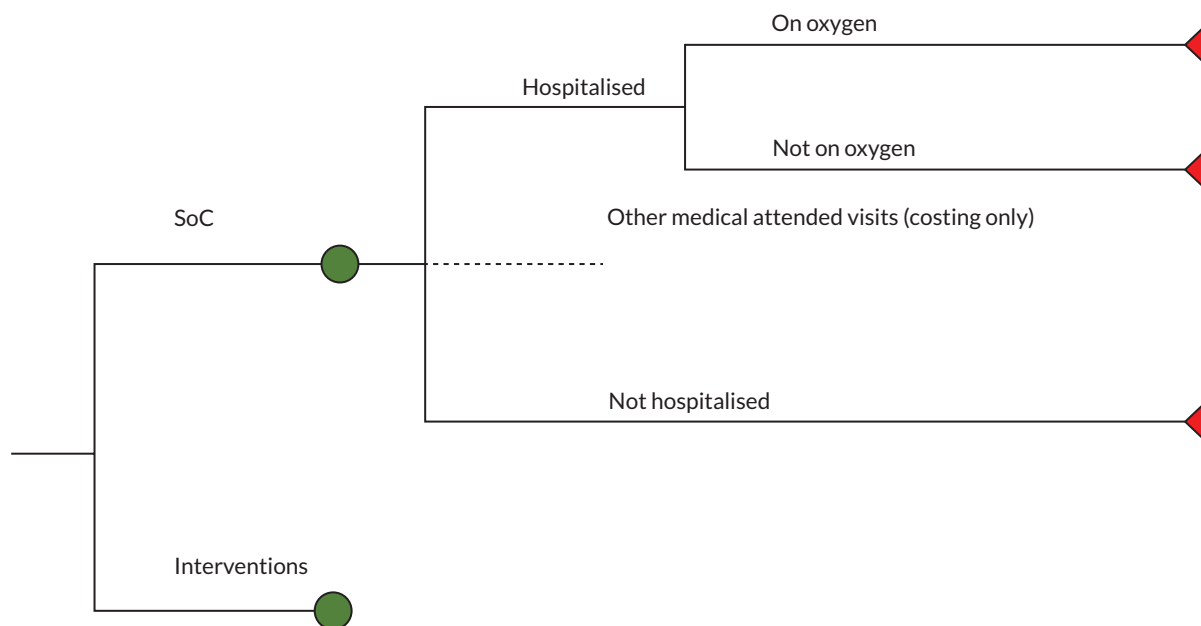 On oxygen
Hospitalised
Not on oxygen
SoC
Other medical attended visits (costing only)
Not hospitalised
Interventions